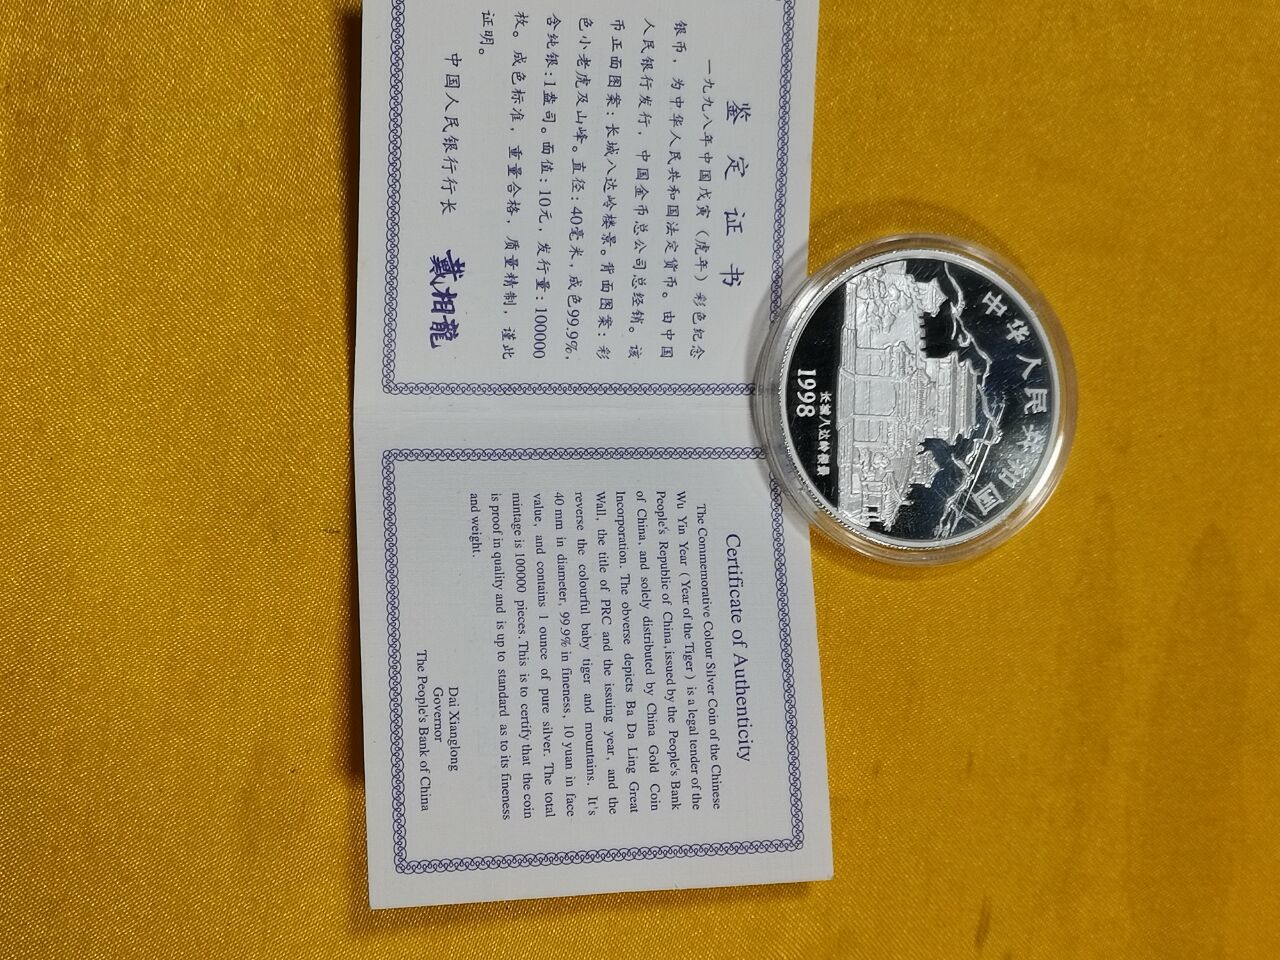 鉴定证书
一九九八年中国戊寅（虎年）彩色纪念
银币，为中华人民共和国法定货币。由中国
人民银行发行，中国金币总公司总经销。该
币正面图案：长城八达岭楼景。背面图案：彩
色小老虎及山峰。直径：40毫米，成色99.9%，
含纯银：1盎司。面值：10元，发行量：100000
枚。成色标准，重量合格，质量精制，谨此
证明。
中国人民银行行长 戴相龍
Certificate of Authenticity
The Commemorative Colour Silver Coin of the Chinese
Wu Yin Year (Year of the Tiger) is a legal tender of the
People's Republic of China, issued by the People's Bank
of China, and solely distributed by China Gold Coin
Incorporation. The obverse depicts Ba Da Ling Great
Wall, the title of PRC and the issuing year, and the
reverse the colourful baby tiger and mountains. It's
40 mm in diameter, 99.9% in fineness, 10 yuan in face
value, and contains 1 ounce of pure silver. The total
mintage is 100000 pieces. This is to certify that the coin
is proof in quality and is up to standard as to its fineness
and weight.
Dai Xianglong
Governor
The People's Bank of China
中华人民共和国
长城八达岭楼景
1998